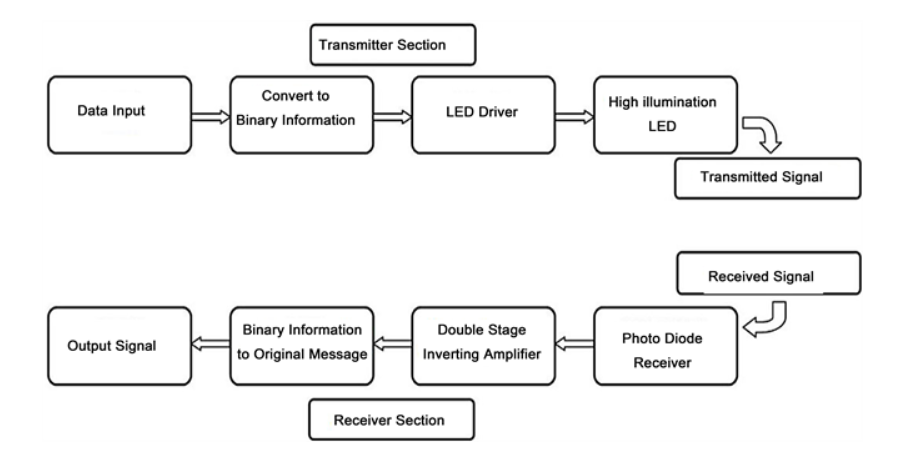 Transmitter Section
Data Input
Convert to
Binary Information
LED Driver
High illumination
LED
Transmitted Signal
Received Signal
Output Signal
Binary Information
to Original Message
Double Stage
Inverting Amplifier
Photo Diode
Receiver
Receiver Section